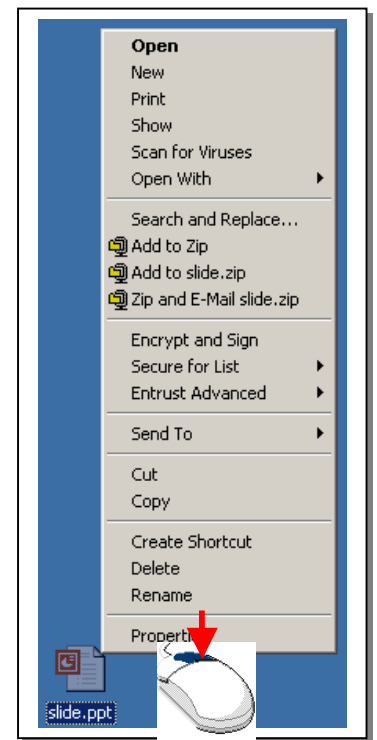 Open
New
Print
Show
Scan for Viruses
Open With
Search and Replace...
Add to Zip
Add to slide.zip
Zip and E-Mail slide.zip
Encrypt and Sign
Secure for List
Entrust Advanced
Send To
Cut
Copy
Create Shortcut
Delete
Rename
Properti
slide.ppt